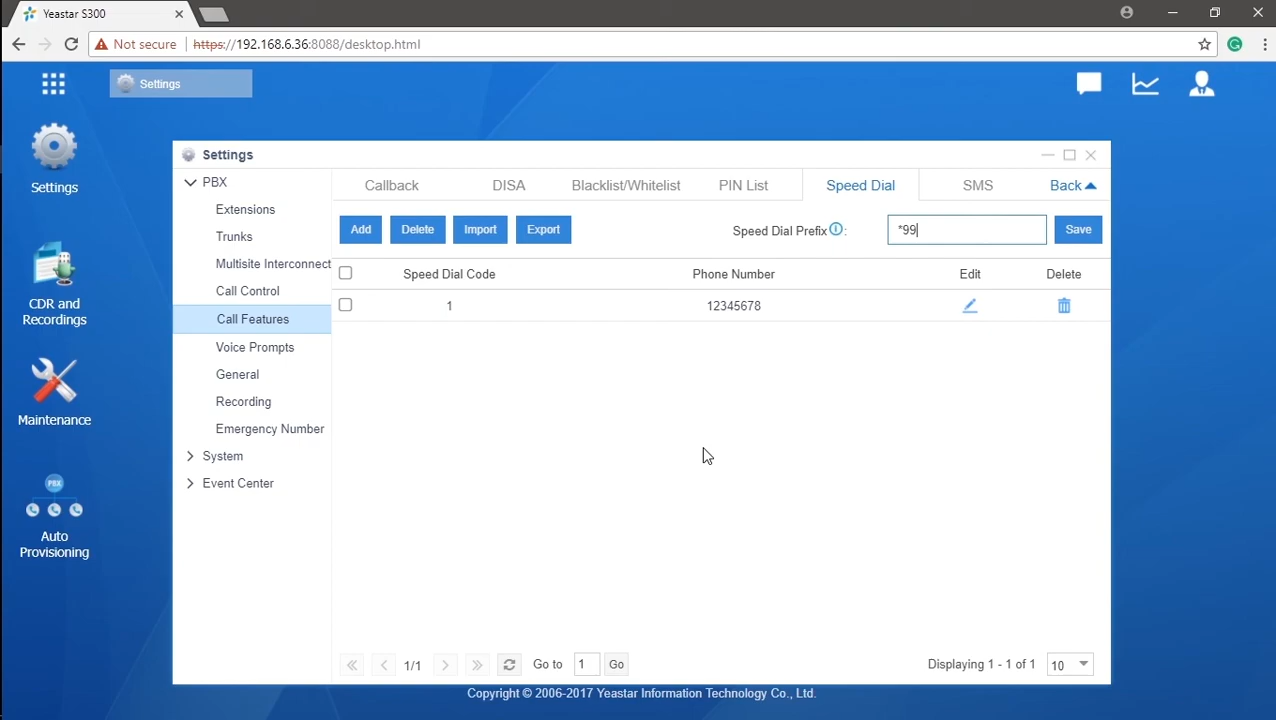 Yeastar S300
Not secure
https://192.168.6.36:8088/desktop.html
Settings
Settings
CDR and
Recordings
Maintenance
PBX
Auto
Provisioning
Settings
PBX
Extensions
Trunks
Multisite Interconnect
Call Control
Call Features
Voice Prompts
General
Recording
Emergency Number
System
Event Center
Callback DISA Blacklist/Whitelist PIN List Speed Dial SMS Back
Add Delete Import Export Speed Dial Prefix : *99 Save
Speed Dial Code Phone Number Edit Delete
1 12345678
1/1 Go to 1 Go Displaying 1 - 1 of 1 10
Copyright © 2006-2017 Yeastar Information Technology Co., Ltd.